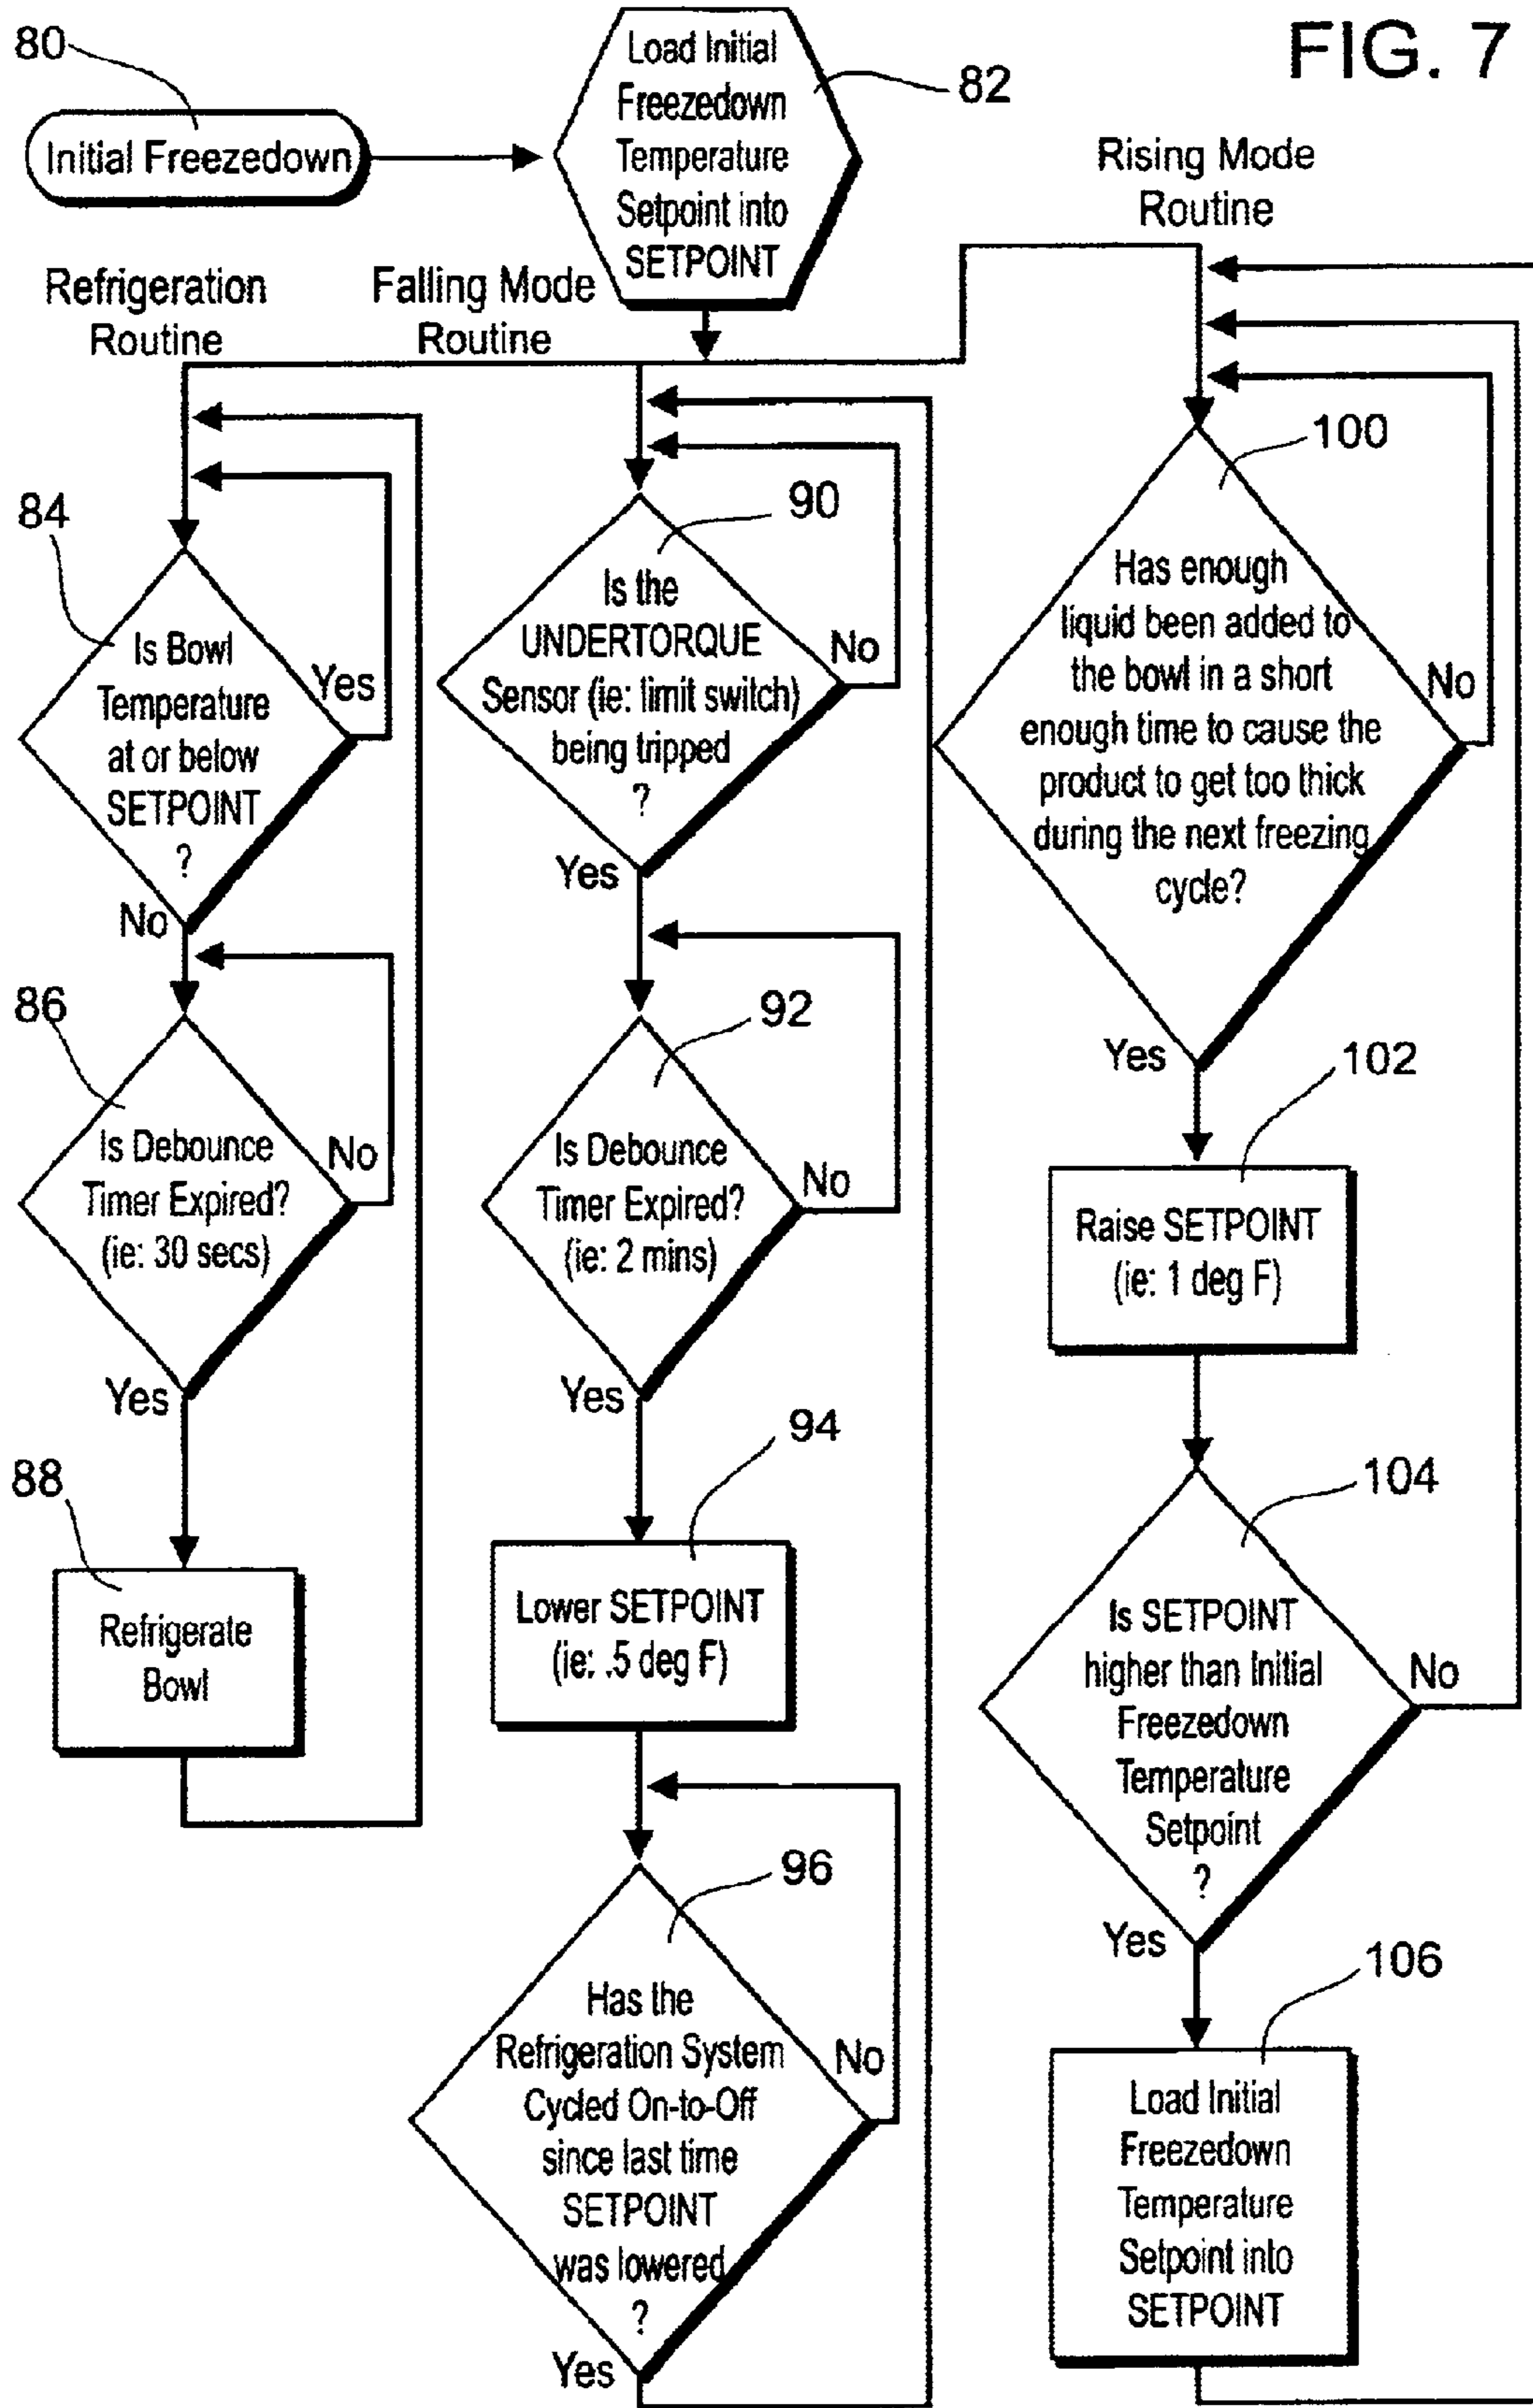 FIG. 7
80
Initial Freezedown
Load Initial
Freezedown
Temperature
Setpoint into
SETPOINT
82
Refrigeration
Routine
Falling Mode
Routine
Rising Mode
Routine
84
Is Bowl
Temperature
at or below
SETPOINT
?
Yes
No
86
Is Debounce
Timer Expired?
(ie: 30 secs)
No
Yes
88
Refrigerate
Bowl
90
Is the
UNDERTORQUE
Sensor (ie: limit switch)
being tripped
?
No
Yes
92
Is Debounce
Timer Expired?
(ie: 2 mins)
No
Yes
94
Lower SETPOINT
(ie: .5 deg F)
96
Has the
Refrigeration System
Cycled On-to-Off
since last time
SETPOINT
was lowered
?
No
Yes
100
Has enough
liquid been added to
the bowl in a short
enough time to cause the
product to get too thick
during the next freezing
cycle?
No
Yes
102
Raise SETPOINT
(ie: 1 deg F)
104
Is SETPOINT
higher than Initial
Freezedown
Temperature
Setpoint
?
No
Yes
106
Load Initial
Freezedown
Temperature
Setpoint into
SETPOINT